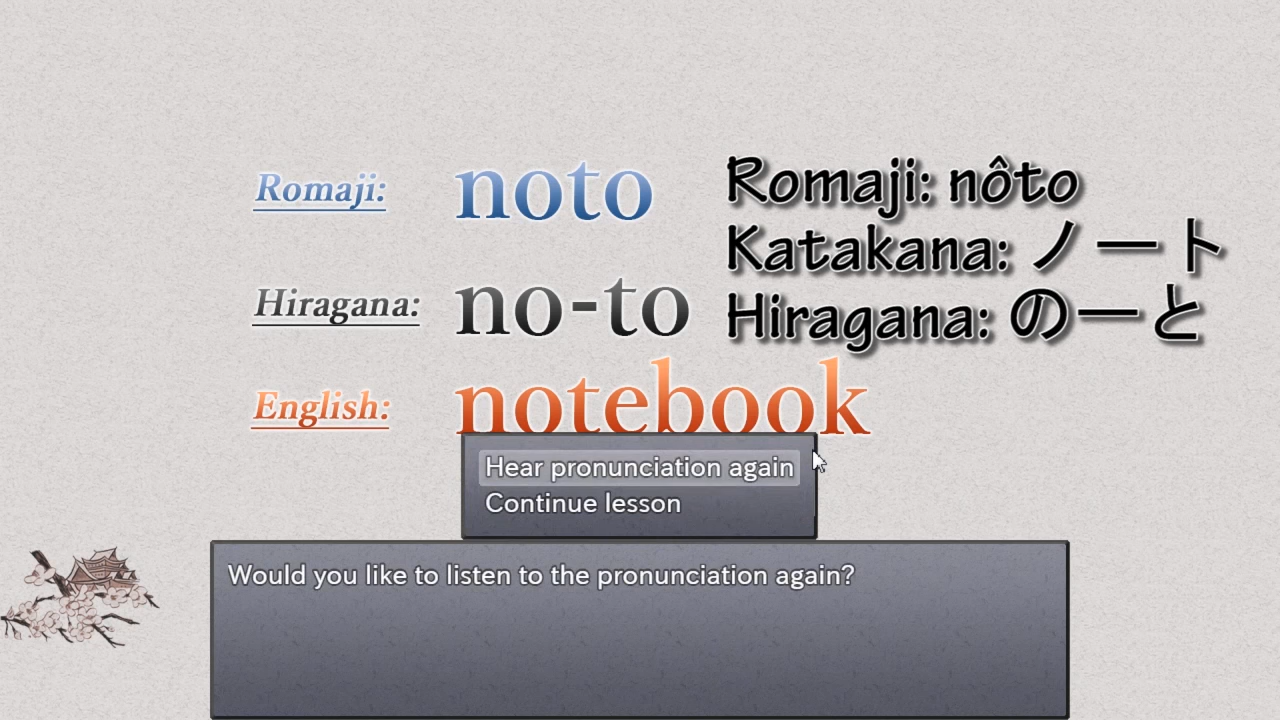 Romaji: noto
Hiragana: no-to
English: notebook
Romaji: nôto
Katakana: ノート
Hiragana: のーと
Hear pronunciation again
Continue lesson
Would you like to listen to the pronunciation again?